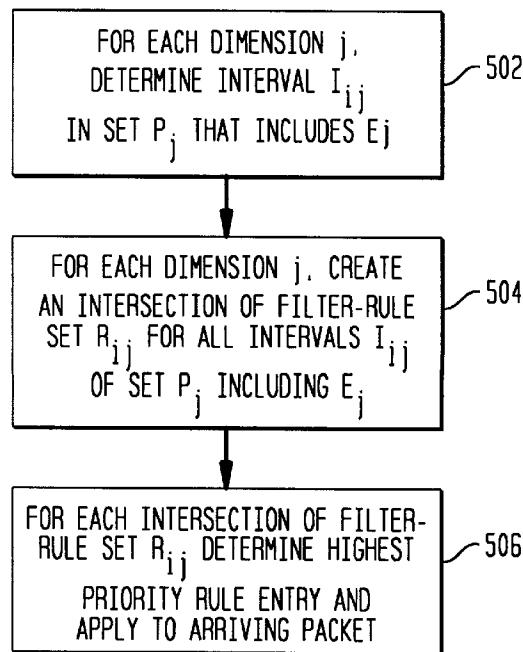 FOR EACH DIMENSION j,
DETERMINE INTERVAL I_ij
IN SET P_j THAT INCLUDES Ej
502
FOR EACH DIMENSION j, CREATE
AN INTERSECTION OF FILTER-RULE
SET R_ij FOR ALL INTERVALS I_ij
OF SET P_j INCLUDING E_j
504
FOR EACH INTERSECTION OF FILTER-
RULE SET R_ij DETERMINE HIGHEST
PRIORITY RULE ENTRY AND
APPLY TO ARRIVING PACKET
506